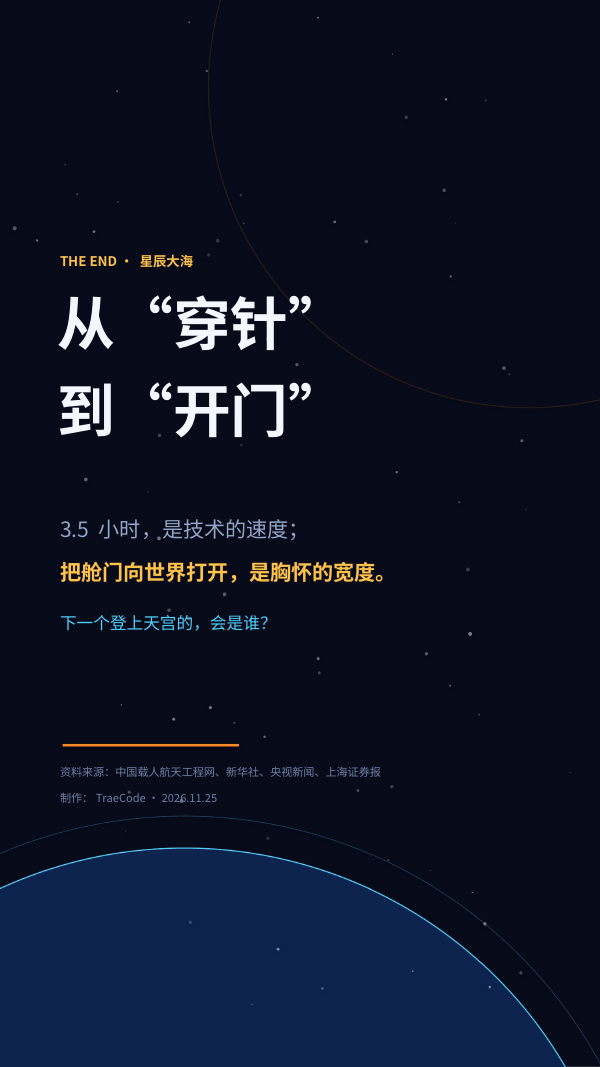 THE END · 星辰大海
从“穿针”
到“开门”
3.5 小时，是技术的速度；
把舱门向世界打开，是胸怀的宽度。
下一个登上天宫的，会是谁？
资料来源：中国载人航天工程网、新华社、央视新闻、上海证券报
制作： TraeCode · 2026.11.25